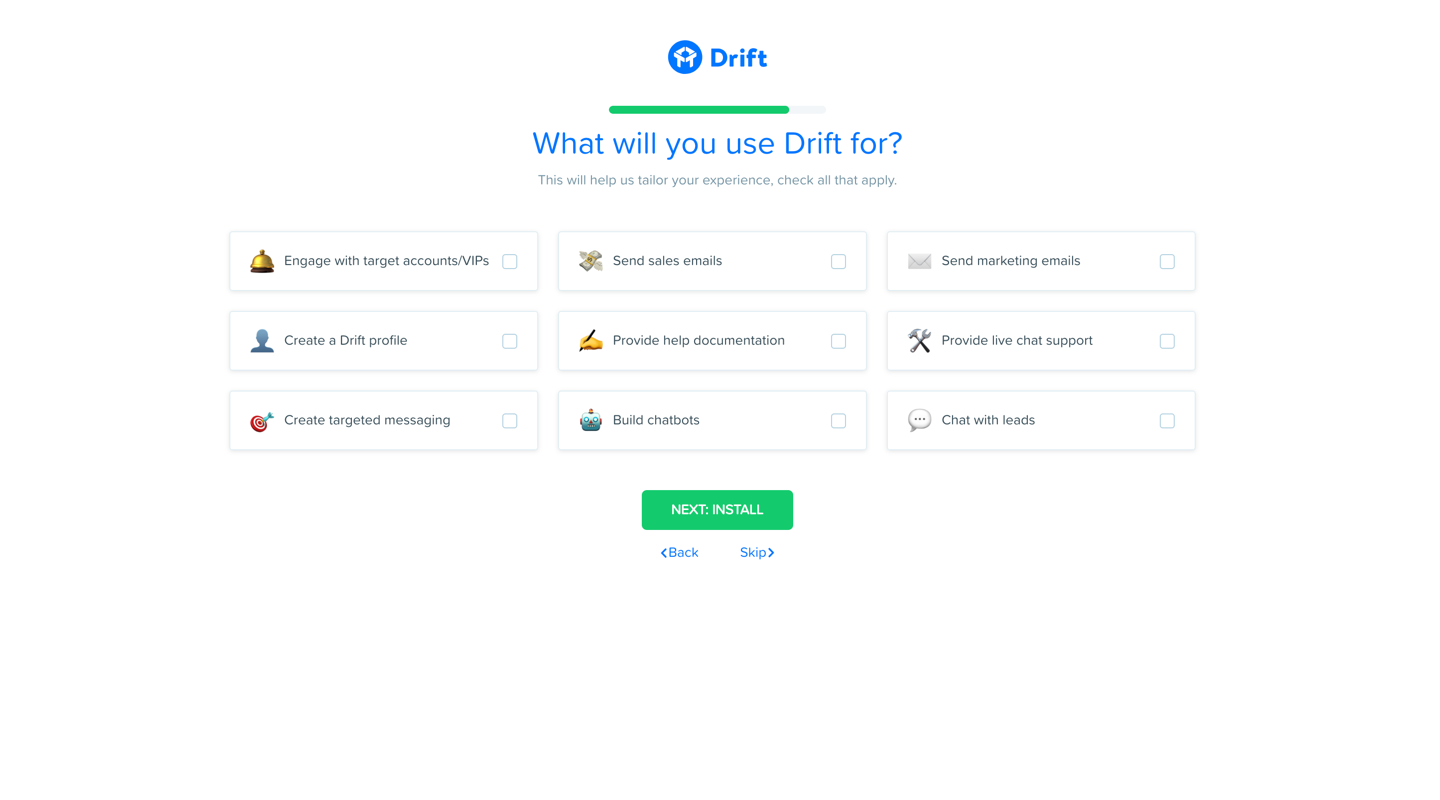 Drift
What will you use Drift for?
This will help us tailor your experience, check all that apply.
Engage with target accounts/VIPs
Send sales emails
Send marketing emails
Create a Drift profile
Provide help documentation
Provide live chat support
Create targeted messaging
Build chatbots
Chat with leads
NEXT: INSTALL
Back
Skip